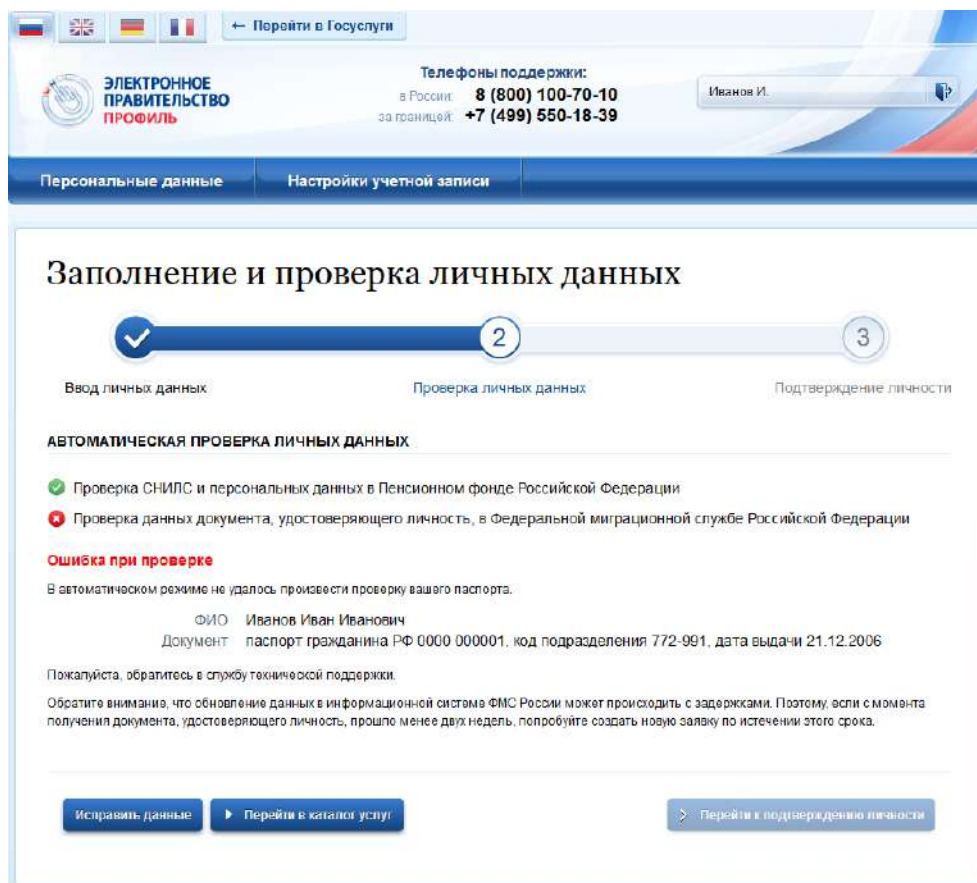 ← Перейти в Госуслуги
ЭЛЕКТРОННОЕ
ПРАВИТЕЛЬСТВО
ПРОФИЛЬ
Телефоны поддержки:
в России: 8 (800) 100-70-10
за границей: +7 (499) 550-18-39
Иванов И.
Персональные данные Настройки учетной записи
Заполнение и проверка личных данных
2 3
Ввод личных данных Проверка личных данных Подтверждение личности
АВТОМАТИЧЕСКАЯ ПРОВЕРКА ЛИЧНЫХ ДАННЫХ
Проверка СНИЛС и персональных данных в Пенсионном фонде Российской Федерации
Проверка данных документа, удостоверяющего личность, в Федеральной миграционной службе Российской Федерации
Ошибка при проверке
В автоматическом режиме не удалось произвести проверку вашего паспорта.
ФИО Иванов Иван Иванович
Документ паспорт гражданина РФ 0000 000001, код подразделения 772-991, дата выдачи 21.12.2006
Пожалуйста, обратитесь в службу технической поддержки.
Обратите внимание, что обновление данных в информационной системе ФМС России может происходить с задержками. Поэтому, если с момента
получения документа, удостоверяющего личность, прошло менее двух недель, попробуйте создать новую заявку по истечении этого срока.
Исправить данные Перейти в каталог услуг Перейти к подтверждению личности